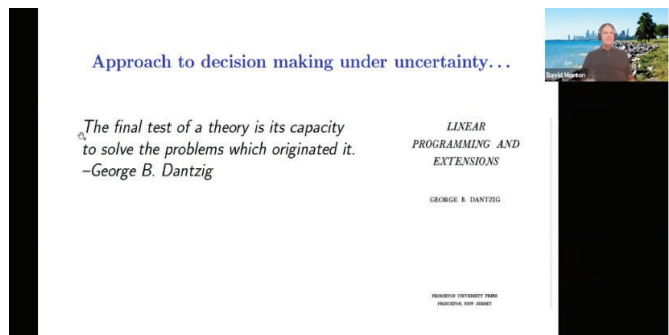 Approach to decision making under uncertainty...
David Morton
The final test of a theory is its capacity
to solve the problems which originated it.
–George B. Dantzig
LINEAR
PROGRAMMING AND
EXTENSIONS
GEORGE B. DANTZIG
PRINCETON UNIVERSITY PRESS
PRINCETON, NEW JERSEY